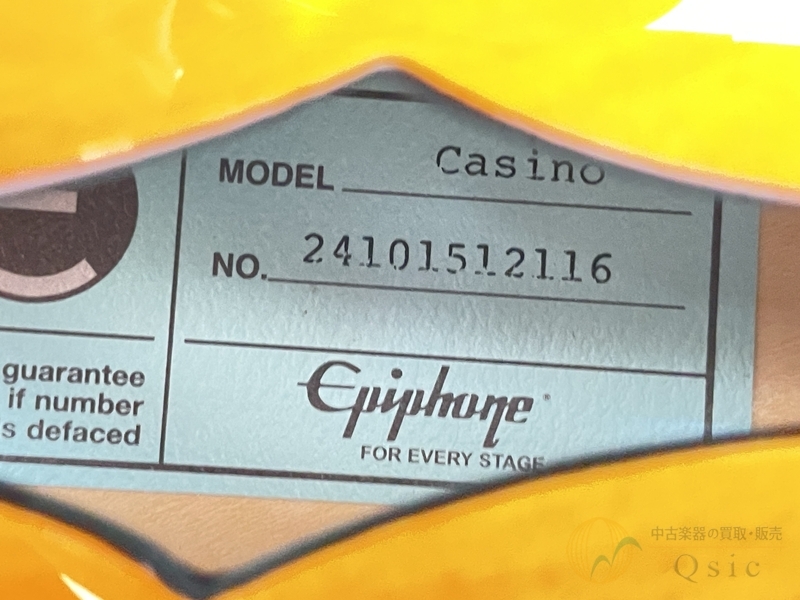 MODEL Casino
NO. 24101512116
guarantee
if number
s defaced
Epiphone
FOR EVERY STAGE
中古楽器の買取・販売
Qsic